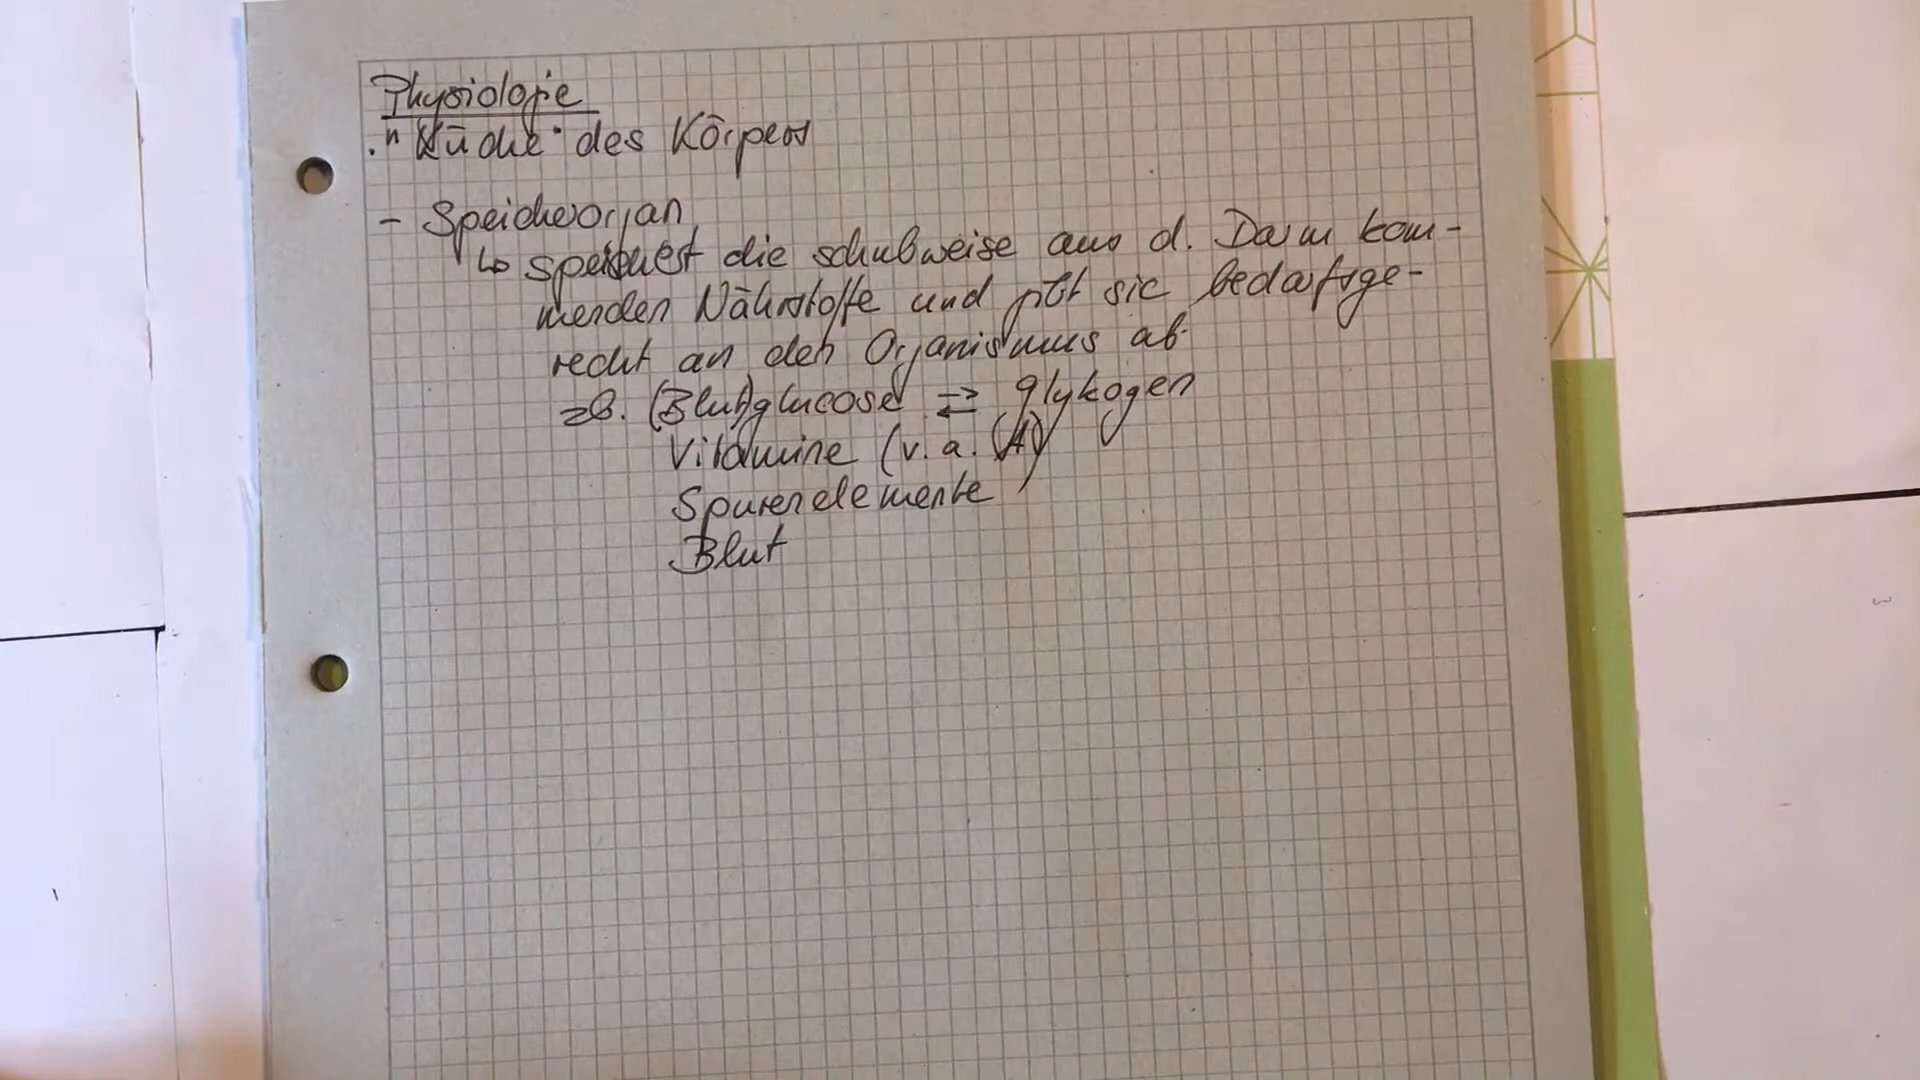 Physiologie
. "Küche" des Körpers
- Speicherorgan
↳ speichert die schubweise aus d. Darm kom-
menden Nährstoffe und gibt sie bedarfsge-
recht an den Organismus ab
zB. (Blut)glucose ⇄ glykogen
Vitamine (v. a. A)
Spurenelemente
Blut